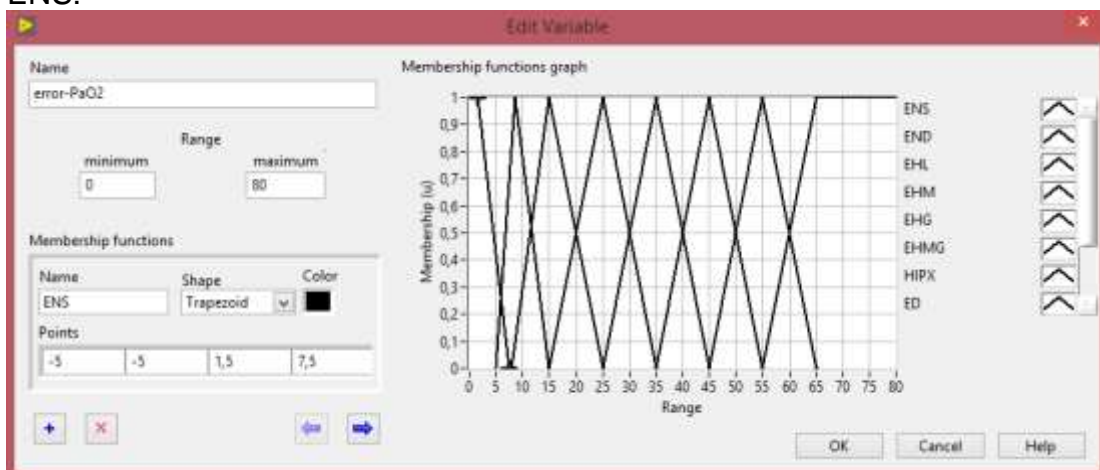 ENS.
Edit Variable
Name
error-PaO2
Range
minimum
maximum
0
80
Membership functions
Name
Shape
Color
ENS
Trapezoid
Points
-5
-5
1,5
7,5
Membership functions graph
Membership (u)
1
0,9
0,8
0,7
0,6
0,5
0,4
0,3
0,2
0,1
0
0 5 10 15 20 25 30 35 40 45 50 55 60 65 70 75 80
Range
ENS
END
EHL
EHM
EHG
EHMG
HIPX
ED
OK
Cancel
Help